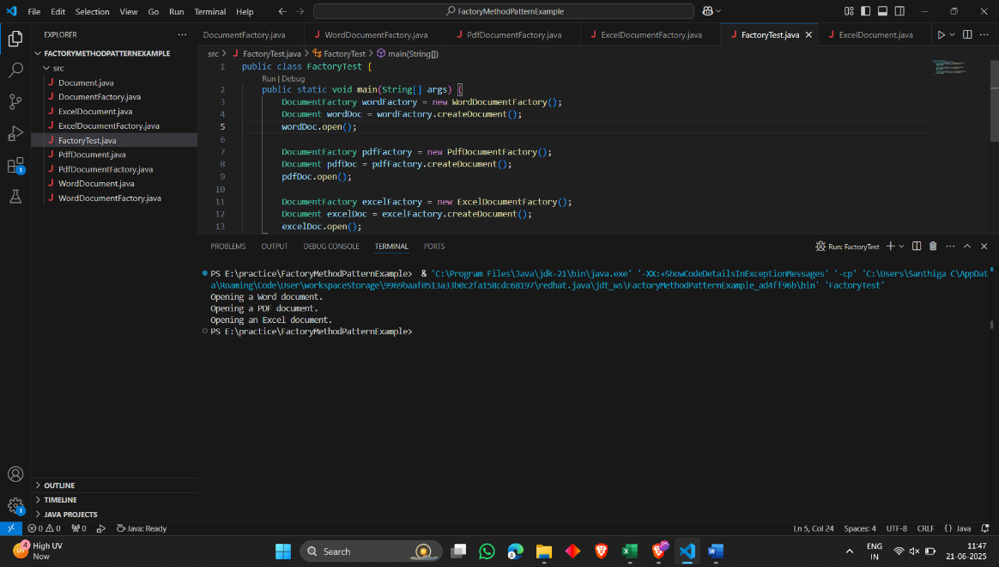 File Edit Selection View Go Run Terminal Help
FactoryMethodPatternExample
EXPLORER
FACTORYMETHODPATTERNEXAMPLE
src
Document.java
DocumentFactory.java
ExcelDocument.java
ExcelDocumentFactory.java
FactoryTest.java
PdfDocument.java
PdfDocumentFactory.java
WordDocument.java
WordDocumentFactory.java
OUTLINE
TIMELINE
JAVA PROJECTS
1
1
DocumentFactory.java WordDocumentFactory.java PdfDocumentFactory.java ExcelDocumentFactory.java FactoryTest.java ExcelDocument.java
src > FactoryTest.java > FactoryTest > main(String[])
1 public class FactoryTest {
Run | Debug
2 public static void main(String[] args) {
3 DocumentFactory wordFactory = new WordDocumentFactory();
4 Document wordDoc = wordFactory.createDocument();
5 wordDoc.open();
6
7 DocumentFactory pdfFactory = new PdfDocumentFactory();
8 Document pdfDoc = pdfFactory.createDocument();
9 pdfDoc.open();
10
11 DocumentFactory excelFactory = new ExcelDocumentFactory();
12 Document excelDoc = excelFactory.createDocument();
13 excelDoc.open();
PROBLEMS OUTPUT DEBUG CONSOLE TERMINAL PORTS
Run: FactoryTest
PS E:\practice\FactoryMethodPatternExample> & 'C:\Program Files\Java\jdk-21\bin\java.exe' '-XX:+ShowCodeDetailsInExceptionMessages' '-cp' 'C:\Users\Santhiga C\AppDat
a\Roaming\Code\User\workspaceStorage\9969baaf0513a33b0c2fa158cdc68197\redhat.java\jdt_ws\FactoryMethodPatternExample_ad4ff96b\bin' 'FactoryTest'
Opening a Word document.
Opening a PDF document.
Opening an Excel document.
PS E:\practice\FactoryMethodPatternExample>
0 0 0 Java: Ready
Ln 5, Col 24 Spaces: 4 UTF-8 CRLF {} Java
4
UV
High UV
Now
Search
ENG
IN
11:47
21-06-2025